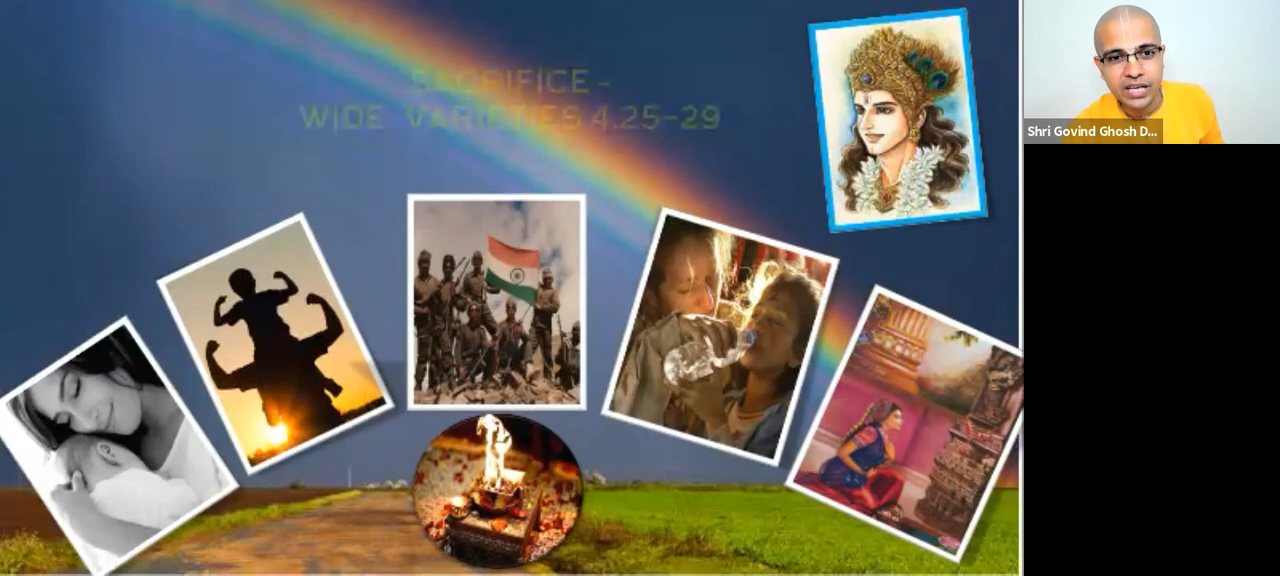 SACRIFICE -
WIDE VARIETIES 4.25-29
Shri Govind Ghosh D...